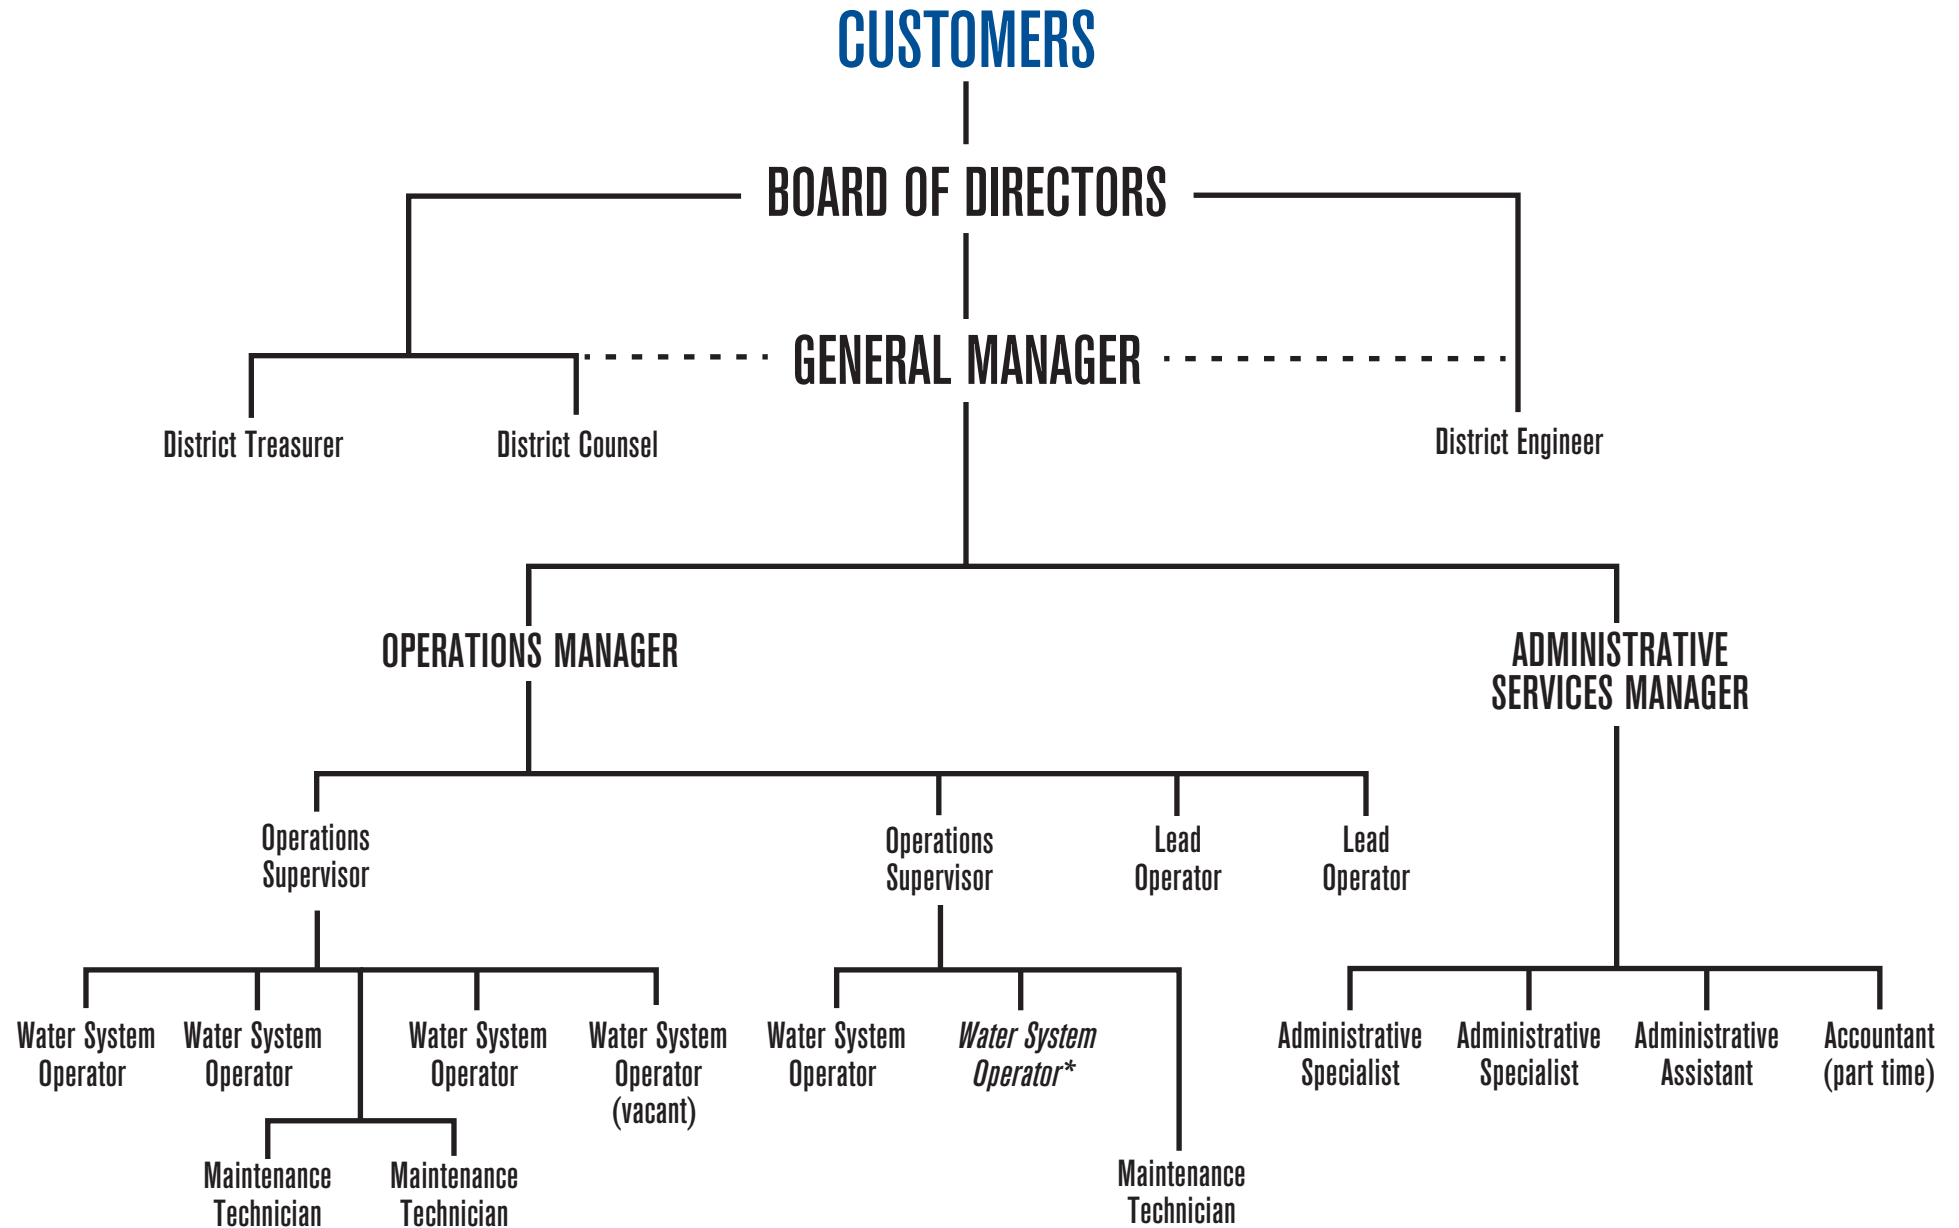 CUSTOMERS
BOARD OF DIRECTORS
GENERAL MANAGER
District Treasurer
District Counsel
District Engineer
OPERATIONS MANAGER
ADMINISTRATIVE
SERVICES MANAGER
Operations
Supervisor
Operations
Supervisor
Lead
Operator
Lead
Operator
Water System
Operator
Water System
Operator
Water System
Operator
Water System
Operator
(vacant)
Water System
Operator
Water System
Operator*
Administrative
Specialist
Administrative
Specialist
Administrative
Assistant
Accountant
(part time)
Maintenance
Technician
Maintenance
Technician
Maintenance
Technician